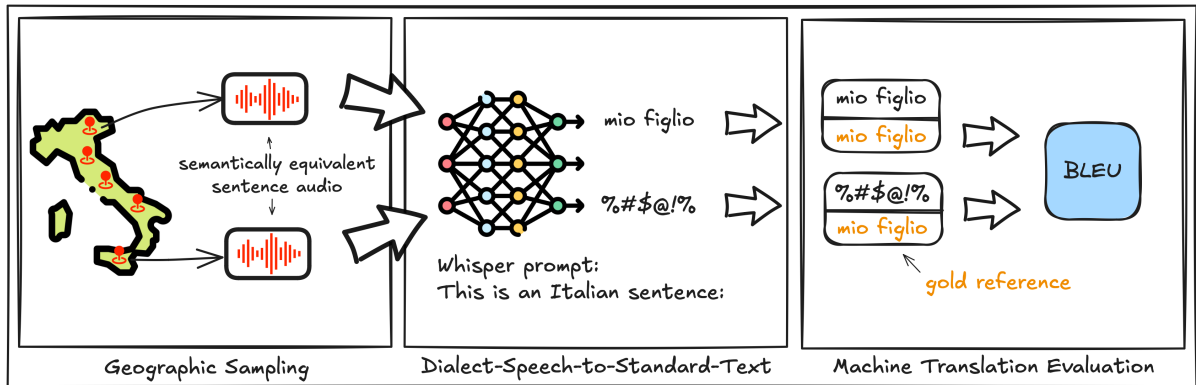 semantically equivalent
sentence audio
Geographic Sampling
mio figlio
%#$@!%
Whisper prompt:
This is an Italian sentence:
Dialect-Speech-to-Standard-Text
mio figlio
mio figlio
%#$@!%
mio figlio
gold reference
BLEU
Machine Translation Evaluation